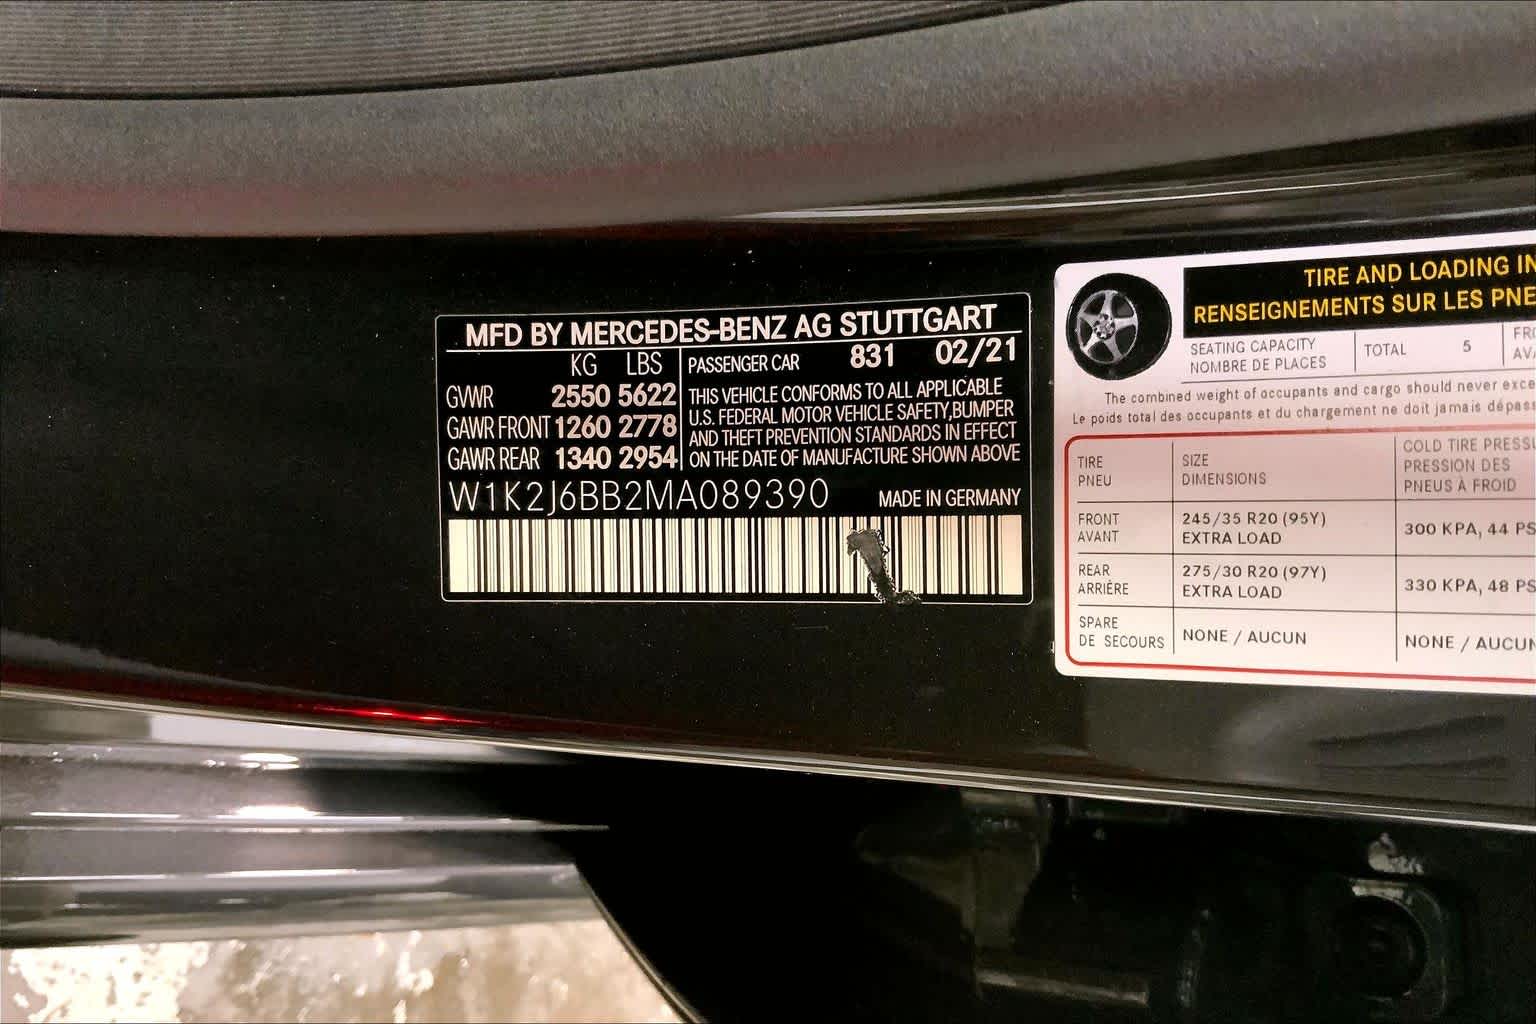 MFD BY MERCEDES-BENZ AG STUTTGART
KG LBS
GVWR 2550 5622
GAWR FRONT 1260 2778
GAWR REAR 1340 2954
PASSENGER CAR 831 02/21
THIS VEHICLE CONFORMS TO ALL APPLICABLE
U.S. FEDERAL MOTOR VEHICLE SAFETY,BUMPER
AND THEFT PREVENTION STANDARDS IN EFFECT
ON THE DATE OF MANUFACTURE SHOWN ABOVE
W1K2J6BB2MA089390 MADE IN GERMANY
TIRE AND LOADING IN
RENSEIGNEMENTS SUR LES PNE
SEATING CAPACITY
NOMBRE DE PLACES
TOTAL 5
FRO
AVA
The combined weight of occupants and cargo should never exce
Le poids total des occupants et du chargement ne doit jamais dépass
TIRE
PNEU
SIZE
DIMENSIONS
COLD TIRE PRESSU
PRESSION DES
PNEUS À FROID
FRONT
AVANT
245/35 R20 (95Y)
EXTRA LOAD
300 KPA, 44 PS
REAR
ARRIÈRE
275/30 R20 (97Y)
EXTRA LOAD
330 KPA, 48 PS
SPARE
DE SECOURS
NONE / AUCUN
NONE / AUCUN